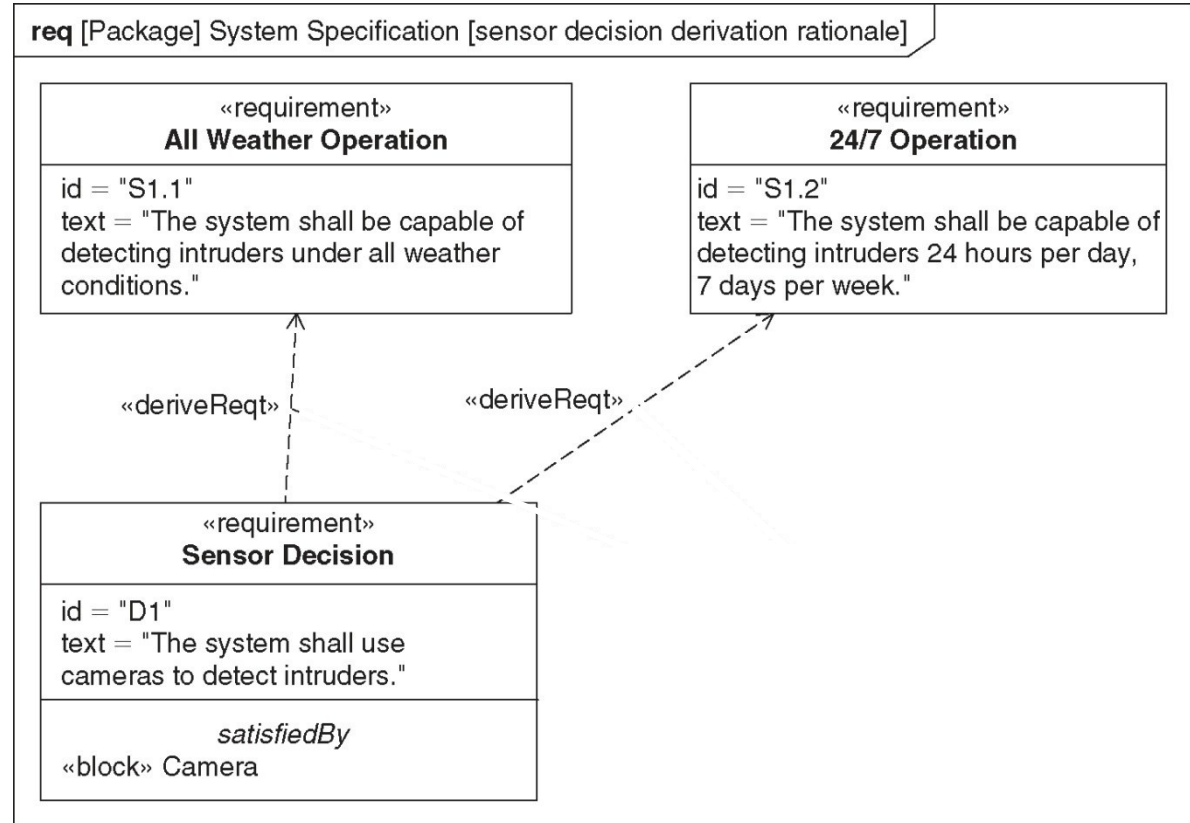 req [Package] System Specification [sensor decision derivation rationale]
«requirement»
All Weather Operation
id = "S1.1"
text = "The system shall be capable of
detecting intruders under all weather
conditions."
«requirement»
24/7 Operation
id = "S1.2"
text = "The system shall be capable of
detecting intruders 24 hours per day,
7 days per week."
«deriveReqt»
«deriveReqt»
«requirement»
Sensor Decision
id = "D1"
text = "The system shall use
cameras to detect intruders."
satisfiedBy
«block» Camera